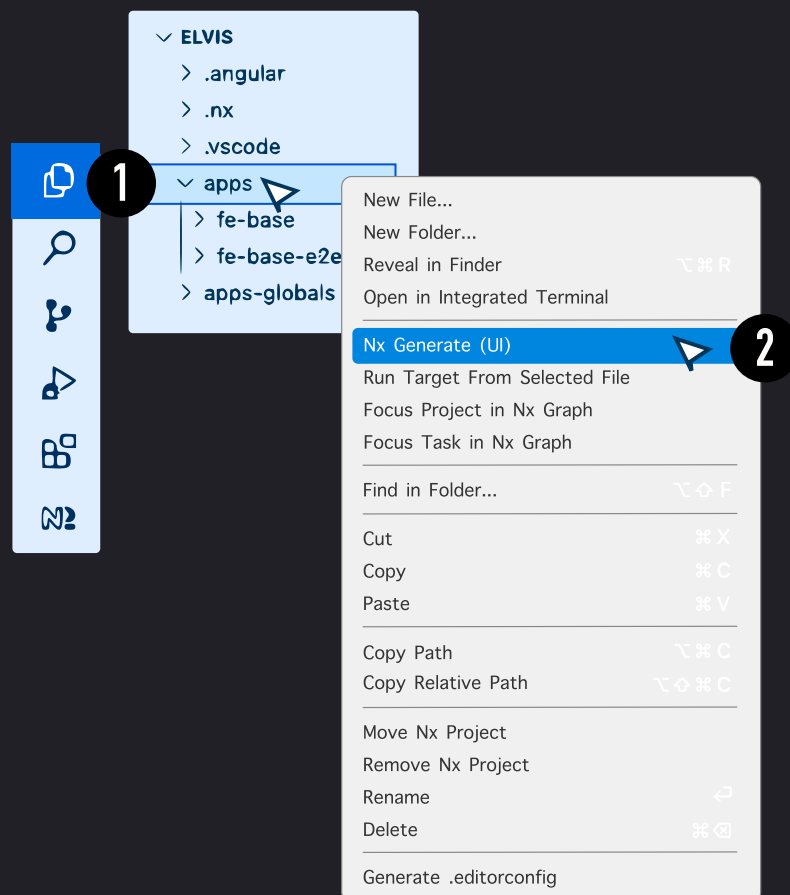 ELVIS
.angular
.nx
.vscode
1
apps
fe-base
fe-base-e2e
apps-globals
New File...
New Folder...
Reveal in Finder ⌥⌘R
Open in Integrated Terminal
Nx Generate (UI)
2
Run Target From Selected File
Focus Project in Nx Graph
Focus Task in Nx Graph
Find in Folder... ⌥⇧F
Cut ⌘X
Copy ⌘C
Paste ⌘V
Copy Path ⌥⌘C
Copy Relative Path ⌥⇧⌘C
Move Nx Project
Remove Nx Project
Rename ⏎
Delete ⌘⌫
Generate .editorconfig